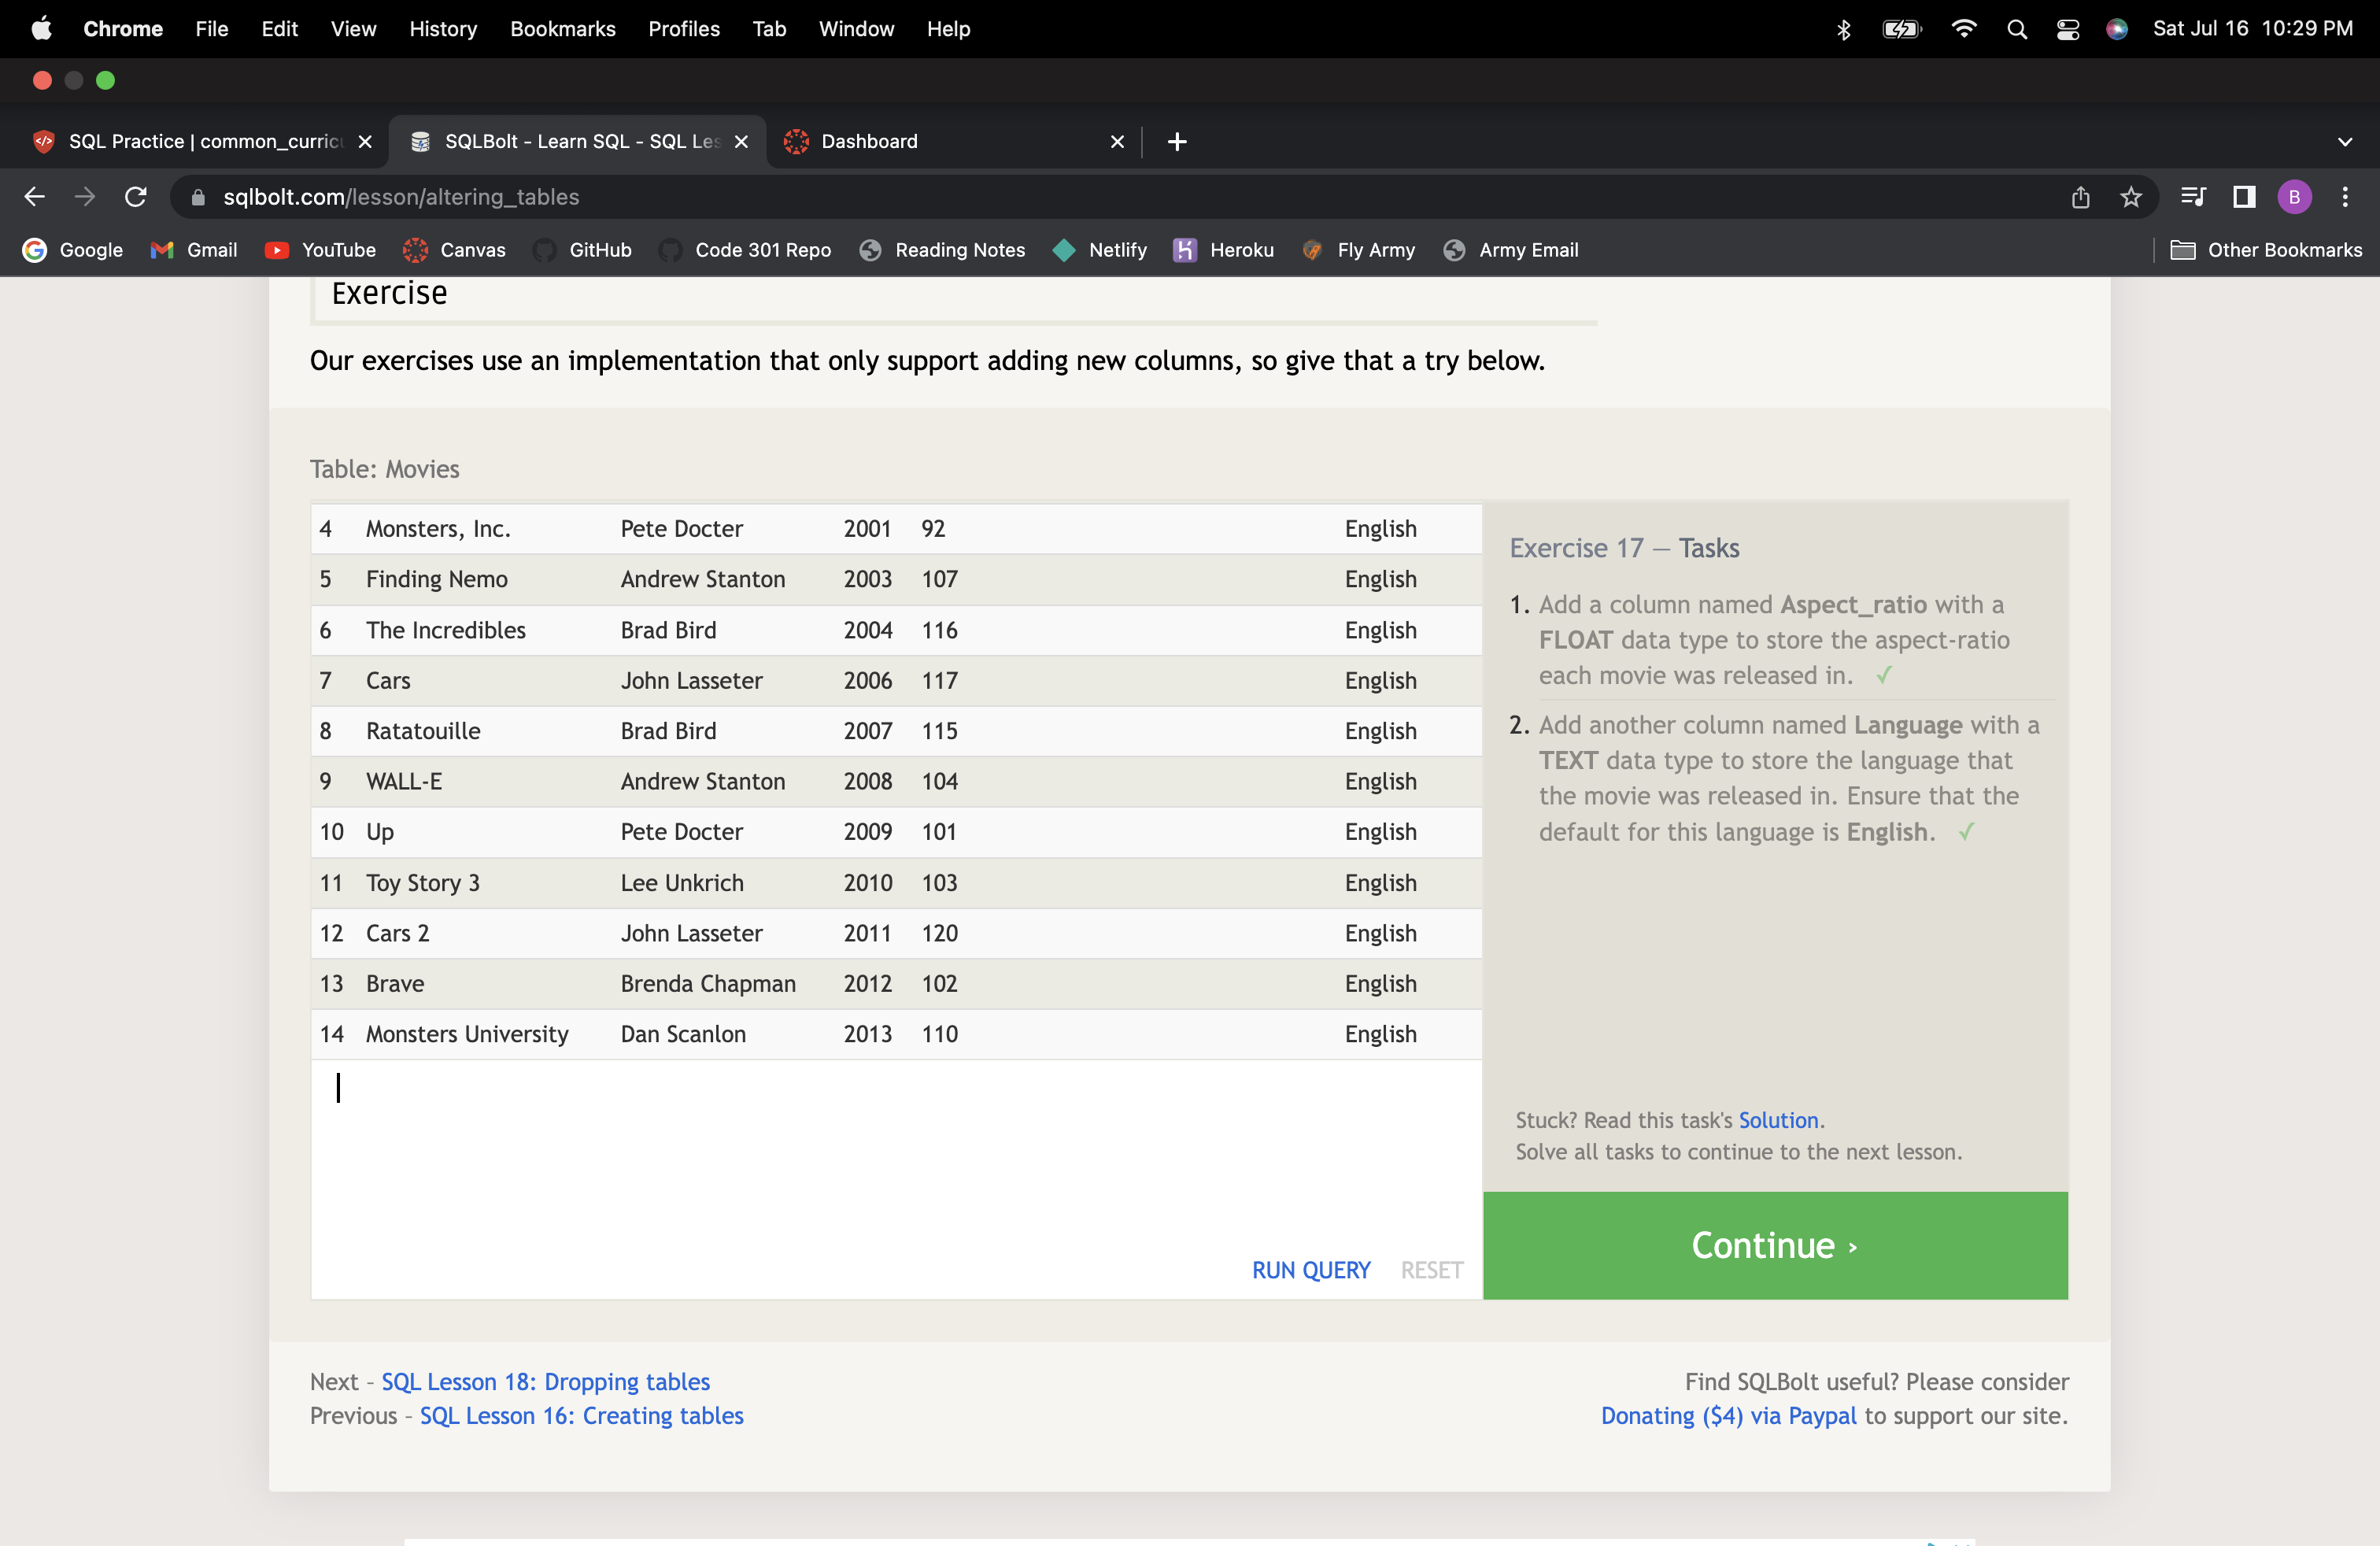 Chrome File Edit View History Bookmarks Profiles Tab Window Help Sat Jul 16 10:29 PM
SQL Practice | common_curricu SQLBolt - Learn SQL - SQL Les Dashboard
sqlbolt.com/lesson/altering_tables B
Google Gmail YouTube Canvas GitHub Code 301 Repo Reading Notes Netlify Heroku Fly Army Army Email Other Bookmarks
Exercise
Our exercises use an implementation that only support adding new columns, so give that a try below.
Table: Movies
4 Monsters, Inc. Pete Docter 2001 92 English
5 Finding Nemo Andrew Stanton 2003 107 English
6 The Incredibles Brad Bird 2004 116 English
7 Cars John Lasseter 2006 117 English
8 Ratatouille Brad Bird 2007 115 English
9 WALL-E Andrew Stanton 2008 104 English
10 Up Pete Docter 2009 101 English
11 Toy Story 3 Lee Unkrich 2010 103 English
12 Cars 2 John Lasseter 2011 120 English
13 Brave Brenda Chapman 2012 102 English
14 Monsters University Dan Scanlon 2013 110 English
RUN QUERY RESET
Exercise 17 — Tasks
1. Add a column named Aspect_ratio with a
FLOAT data type to store the aspect-ratio
each movie was released in. ✓
2. Add another column named Language with a
TEXT data type to store the language that
the movie was released in. Ensure that the
default for this language is English. ✓
Stuck? Read this task's Solution.
Solve all tasks to continue to the next lesson.
Continue ›
Next – SQL Lesson 18: Dropping tables
Previous – SQL Lesson 16: Creating tables
Find SQLBolt useful? Please consider
Donating ($4) via Paypal to support our site.